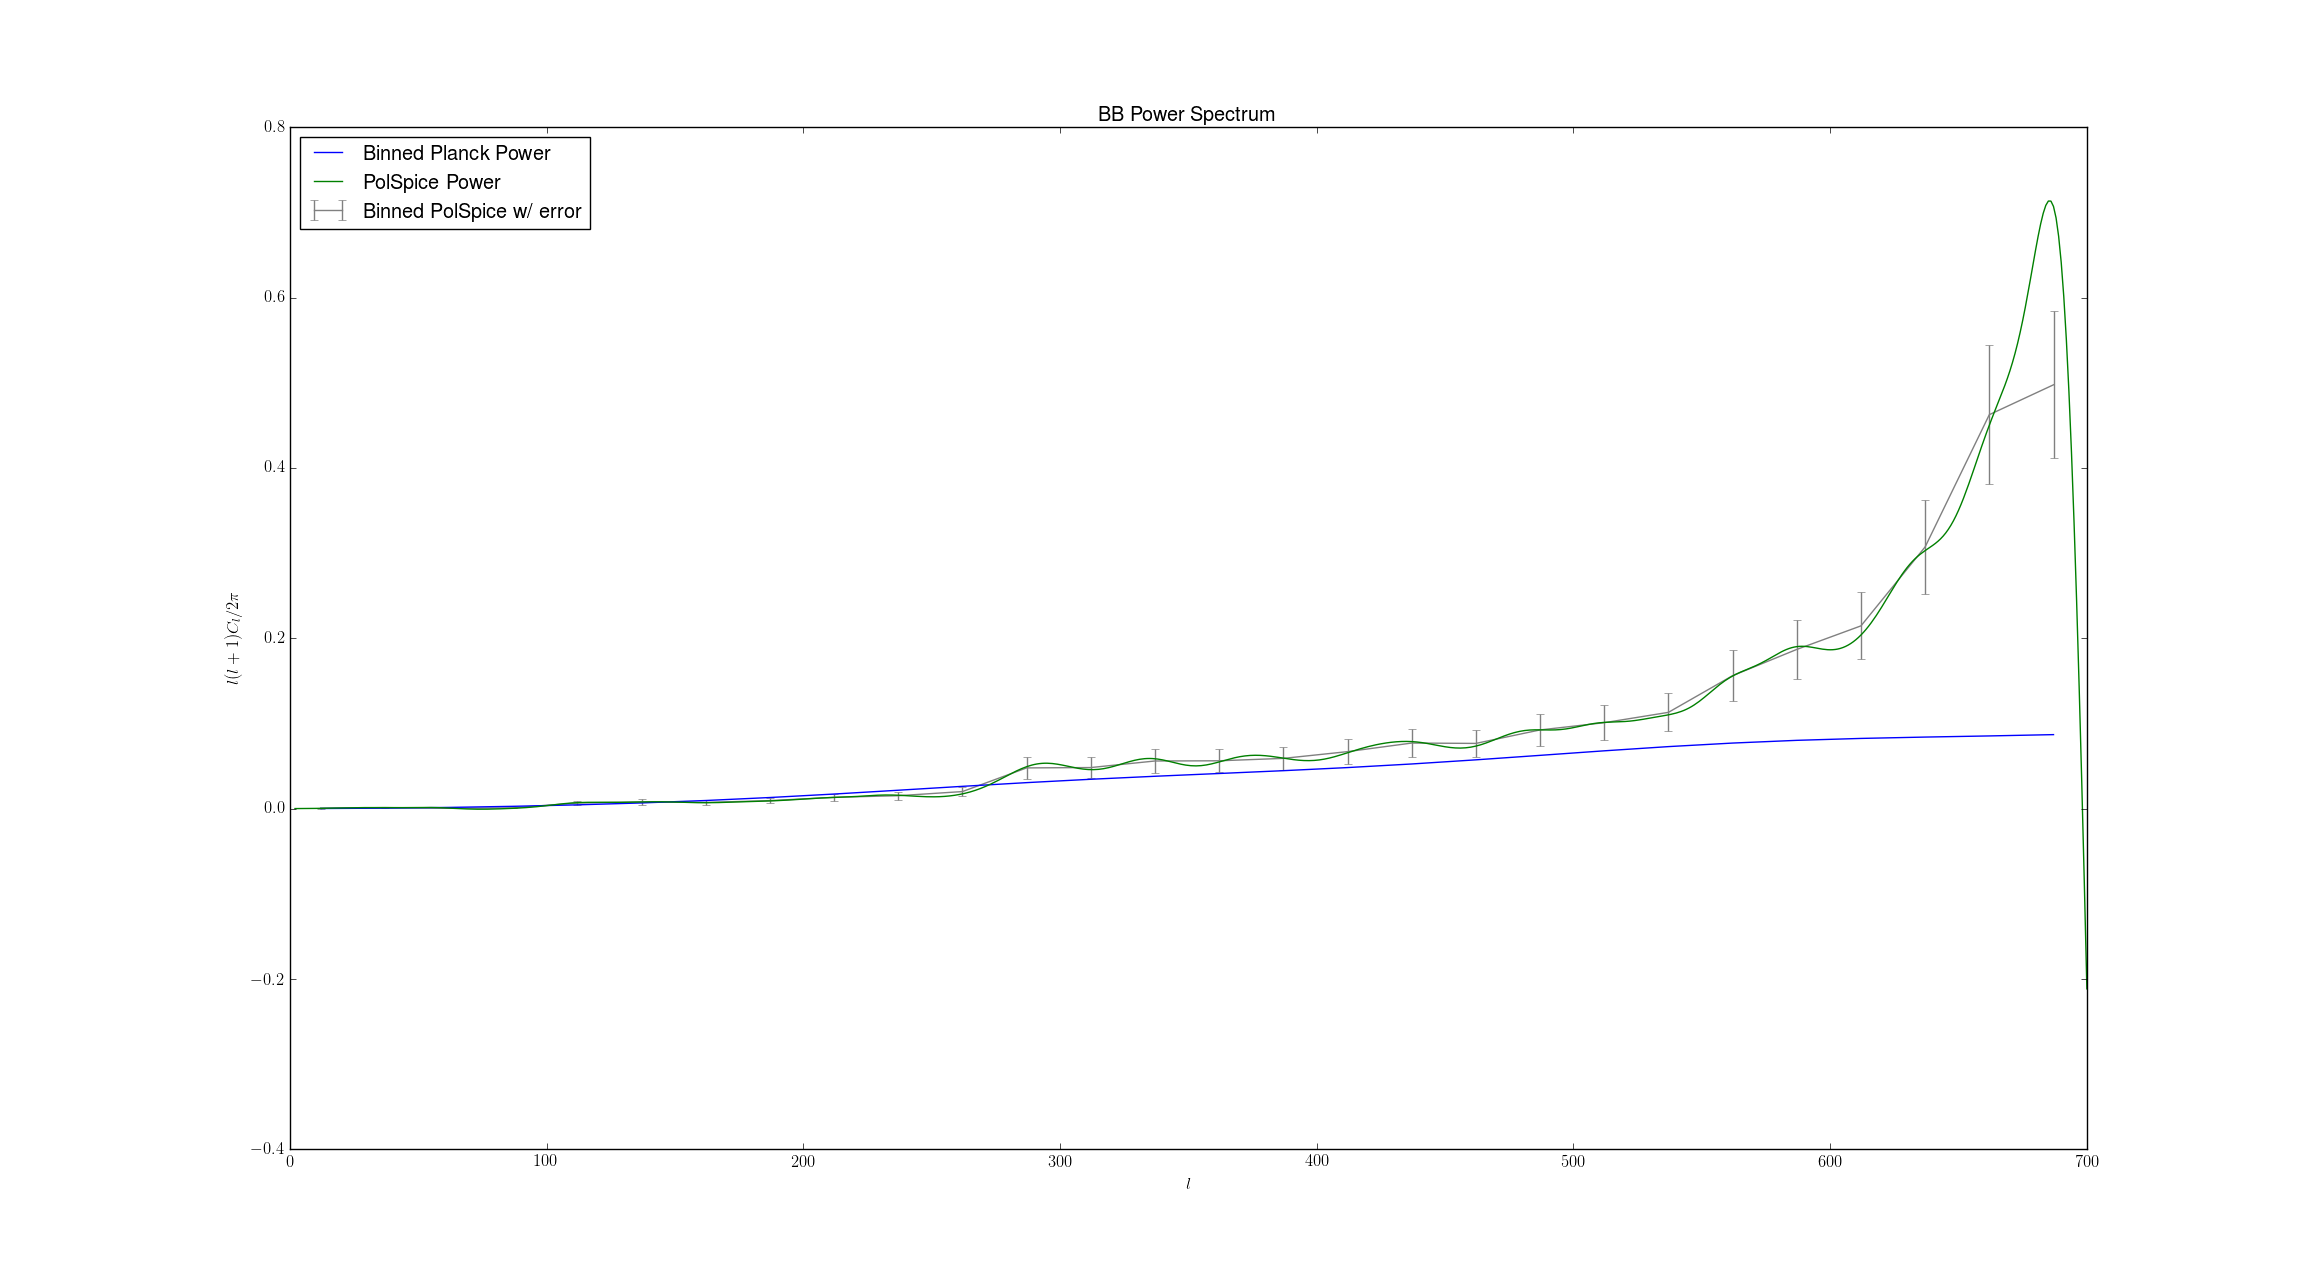 BB Power Spectrum
Binned Planck Power
PolSpice Power
Binned PolSpice w/ error
0.8
0.6
0.4
0.2
0.0
−0.2
−0.4
l(l + 1)C_l/2π
0 100 200 300 400 500 600 700
l